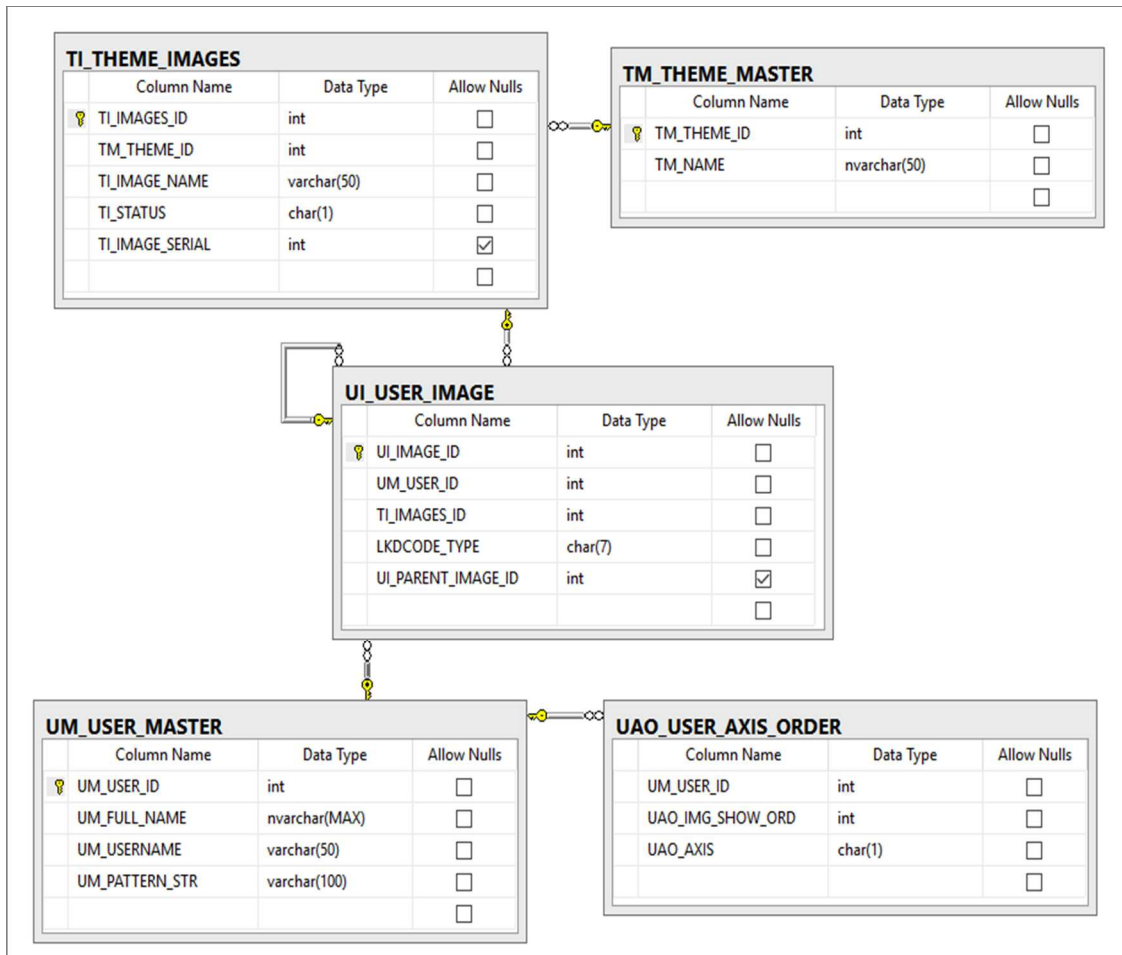 TI_THEME_IMAGES
Column Name Data Type Allow Nulls
TI_IMAGES_ID int
TM_THEME_ID int
TI_IMAGE_NAME varchar(50)
TI_STATUS char(1)
TI_IMAGE_SERIAL int
TM_THEME_MASTER
Column Name Data Type Allow Nulls
TM_THEME_ID int
TM_NAME nvarchar(50)
UI_USER_IMAGE
Column Name Data Type Allow Nulls
UI_IMAGE_ID int
UM_USER_ID int
TI_IMAGES_ID int
LKDCODE_TYPE char(7)
UI_PARENT_IMAGE_ID int
UM_USER_MASTER
Column Name Data Type Allow Nulls
UM_USER_ID int
UM_FULL_NAME nvarchar(MAX)
UM_USERNAME varchar(50)
UM_PATTERN_STR varchar(100)
UAO_USER_AXIS_ORDER
Column Name Data Type Allow Nulls
UM_USER_ID int
UAO_IMG_SHOW_ORD int
UAO_AXIS char(1)